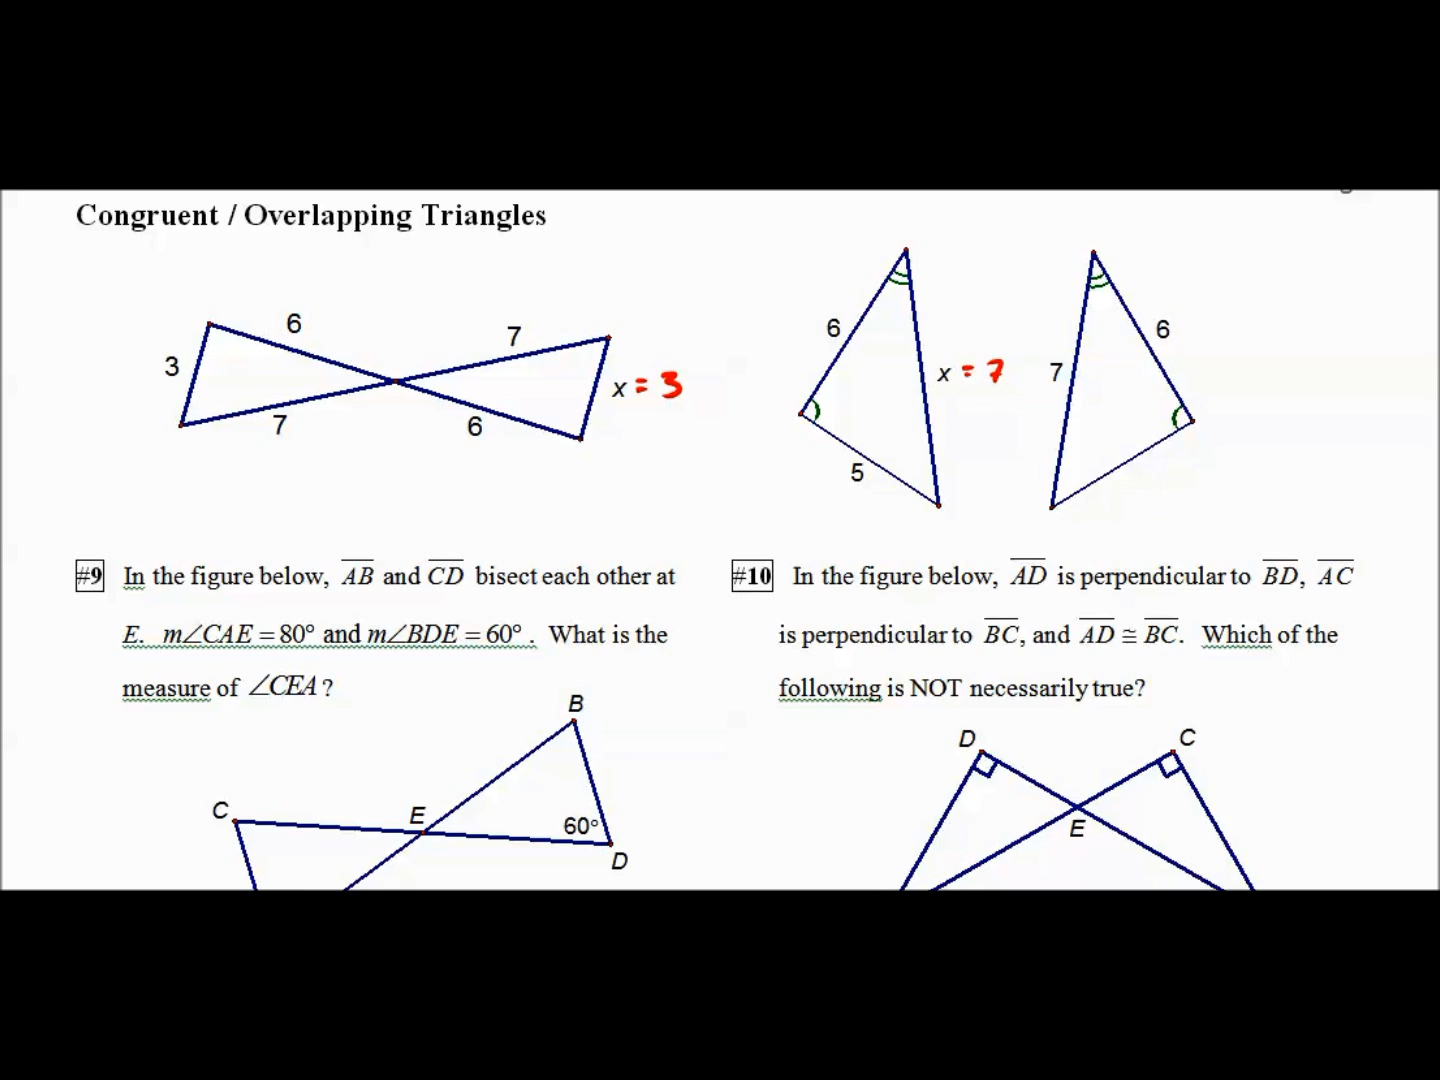 Congruent / Overlapping Triangles
6
7
3
x = 3
7
6
6
x = 7
5
7
6
#9 In the figure below, AB and CD bisect each other at
E. m∠CAE = 80° and m∠BDE = 60°. What is the
measure of ∠CEA?
B
C
E
60°
D
#10 In the figure below, AD is perpendicular to BD, AC
is perpendicular to BC, and AD ≅ BC. Which of the
following is NOT necessarily true?
D
C
E